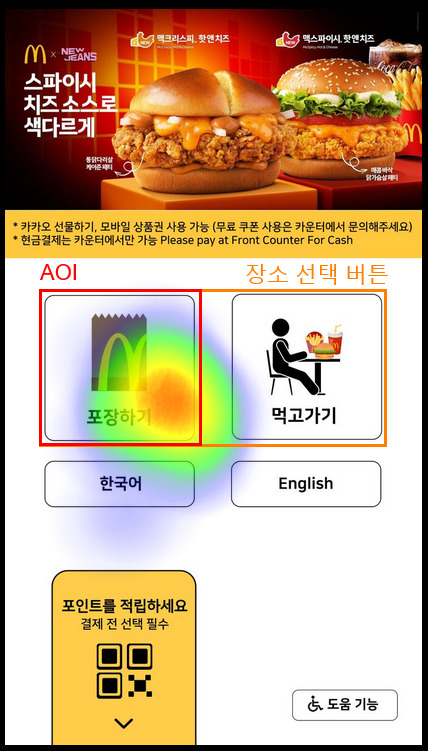 맥크리스피 핫앤치즈
맥스파이시 핫앤치즈
NEW
NEW
x NEW JEANS
스파이시
치즈 소스로
색다르게
통닭다리살
케이준 패티
매콤 바삭
닭가슴살 패티
* 카카오 선물하기, 모바일 상품권 사용 가능 (무료 쿠폰 사용은 카운터에서 문의해주세요)
* 현금결제는 카운터에서만 가능 Please pay at Front Counter For Cash
AOI
장소 선택 버튼
포장하기
먹고가기
한국어
English
포인트를 적립하세요
결제 전 선택 필수
도움 기능